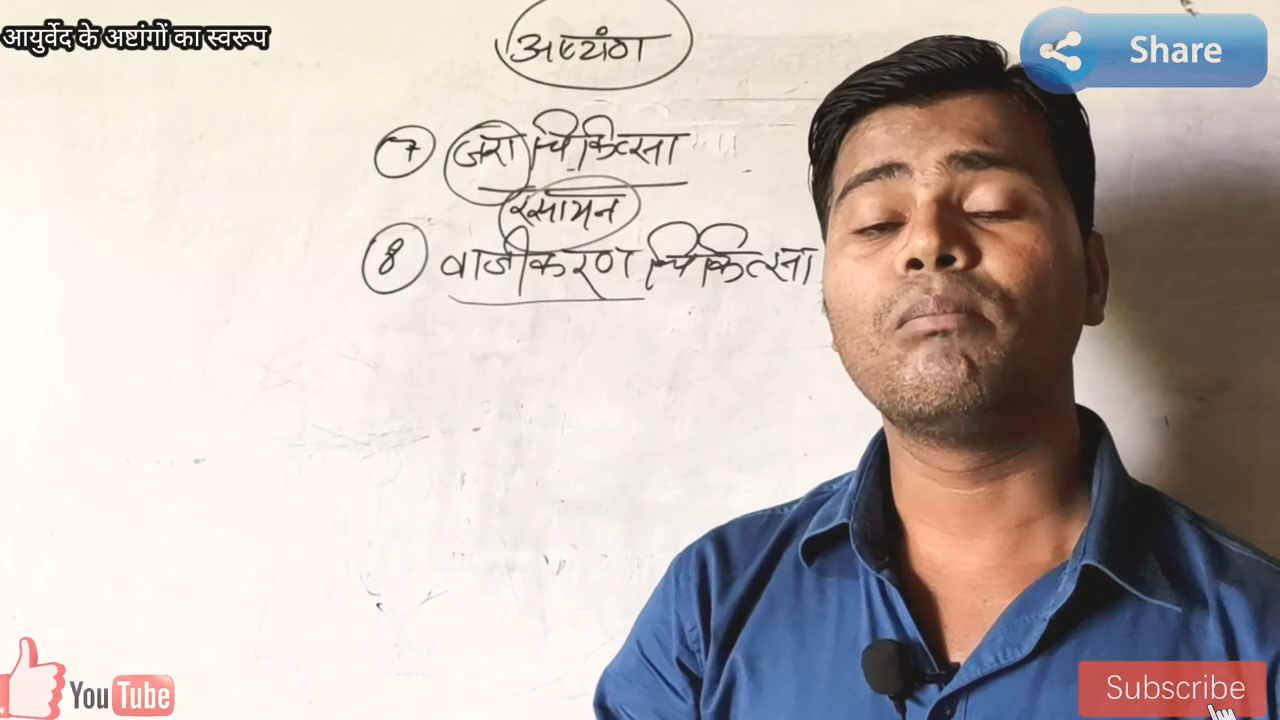 आयुर्वेद के अष्टांगों का स्वरूप
Share
अष्टांग
7 जरा चिकित्सा
रसायन
8 वाजीकरण चिकित्सा
YouTube
Subscribe